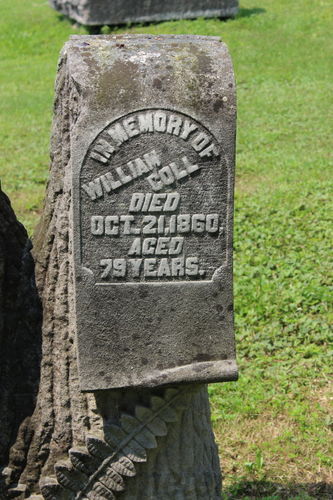 IN MEMORY OF
WILLIAM
COLL
DIED
OCT. 21, 1860.
AGED
79 YEARS.